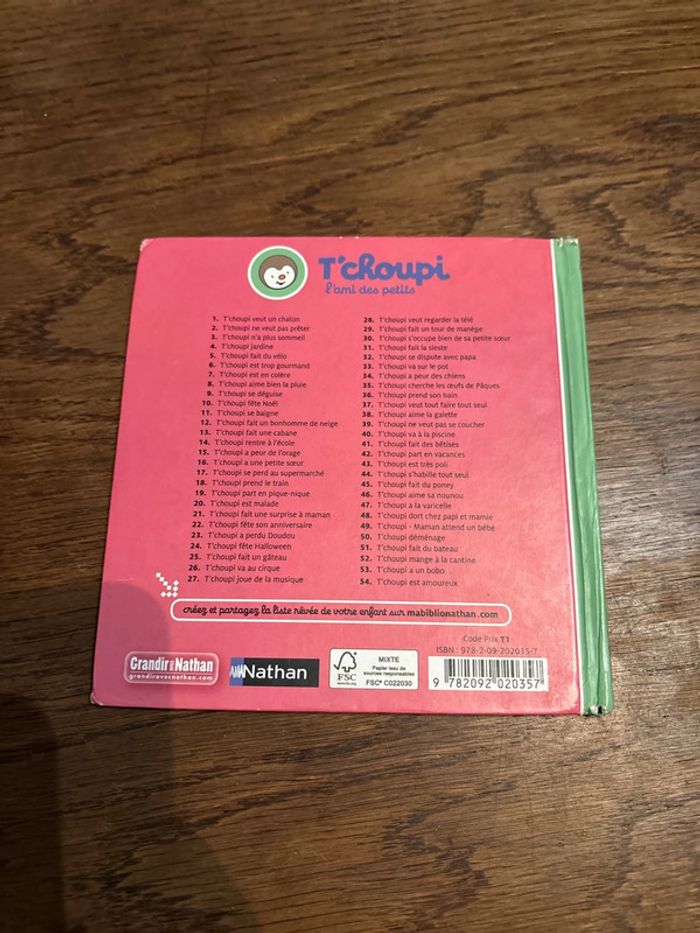 T'choupi
l'ami des petits
1. T'choupi veut un chaton
2. T'choupi ne veut pas prêter
3. T'choupi n'a plus sommeil
4. T'choupi jardine
5. T'choupi fait du vélo
6. T'choupi est trop gourmand
7. T'choupi est en colère
8. T'choupi aime bien la pluie
9. T'choupi se déguise
10. T'choupi fête Noël
11. T'choupi se baigne
12. T'choupi fait un bonhomme de neige
13. T'choupi fait une cabane
14. T'choupi rentre à l'école
15. T'choupi a peur de l'orage
16. T'choupi a une petite sœur
17. T'choupi se perd au supermarché
18. T'choupi prend le train
19. T'choupi part en pique-nique
20. T'choupi est malade
21. T'choupi fait une surprise à maman
22. T'choupi fête son anniversaire
23. T'choupi a perdu Doudou
24. T'choupi fête Halloween
25. T'choupi fait un gâteau
26. T'choupi va au cirque
27. T'choupi joue de la musique
28. T'choupi veut regarder la télé
29. T'choupi fait un tour de manège
30. T'choupi s'occupe bien de sa petite sœur
31. T'choupi fait la sieste
32. T'choupi se dispute avec papa
33. T'choupi va sur le pot
34. T'choupi a peur des chiens
35. T'choupi cherche les œufs de Pâques
36. T'choupi prend son bain
37. T'choupi veut tout faire tout seul
38. T'choupi aime la galette
39. T'choupi ne veut pas se coucher
40. T'choupi va à la piscine
41. T'choupi fait des bêtises
42. T'choupi part en vacances
43. T'choupi est très poli
44. T'choupi s'habille tout seul
45. T'choupi fait du poney
46. T'choupi aime sa nounou
47. T'choupi a la varicelle
48. T'choupi dort chez papi et mamie
49. T'choupi - Maman attend un bébé
50. T'choupi déménage
51. T'choupi fait du bateau
52. T'choupi mange à la cantine
53. T'choupi a un bobo
54. T'choupi est amoureux
créez et partagez la liste rêvée de votre enfant sur mabiblionathan.com
Code Prix T1
ISBN : 978-2-09-202035-7
Grandir avec Nathan
grandiravecnathan.com
Nathan
FSC
www.fsc.org
MIXTE
Papier issu de
sources responsables
FSC® C022030
9 782092 020357